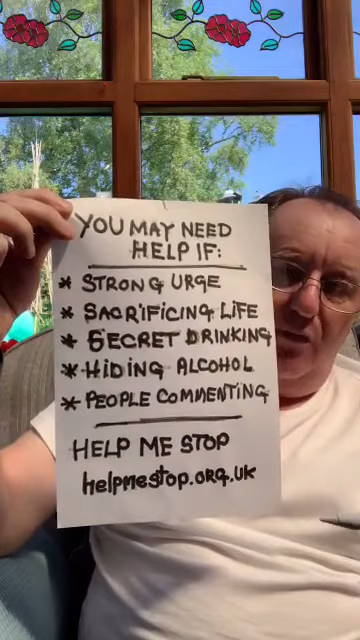 YOU MAY NEED
HELP IF:
* STRONG URGE
* SACRIFICING LIFE
* SECRET DRINKING
* HIDING ALCOHOL
* PEOPLE COMMENTING
HELP ME STOP
helpmestop.org.uk